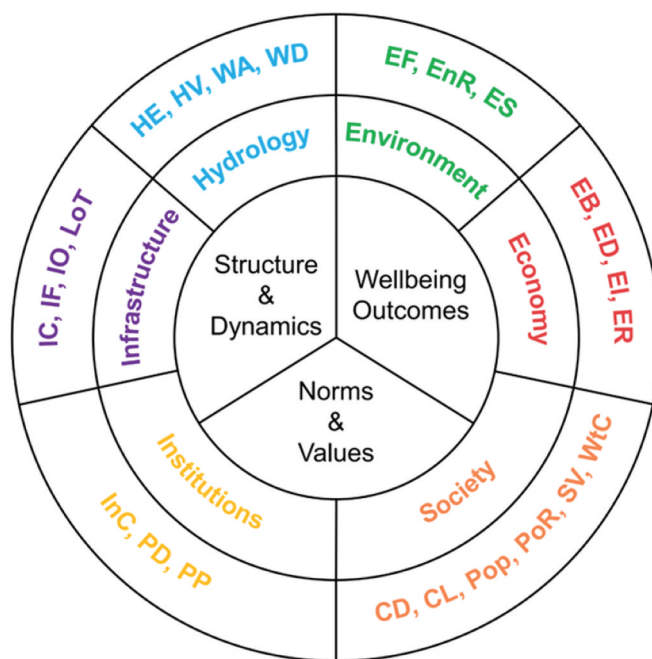 HE, HV, WA, WD
EF, EnR, ES
Hydrology
Environment
IC, IF, IO, LoT
Infrastructure
Structure
&
Dynamics
Wellbeing
Outcomes
Economy
EB, ED, EI, ER
Norms
&
Values
Institutions
Society
InC, PD, PP
CD, CL, Pop, PoR, SV, WtC